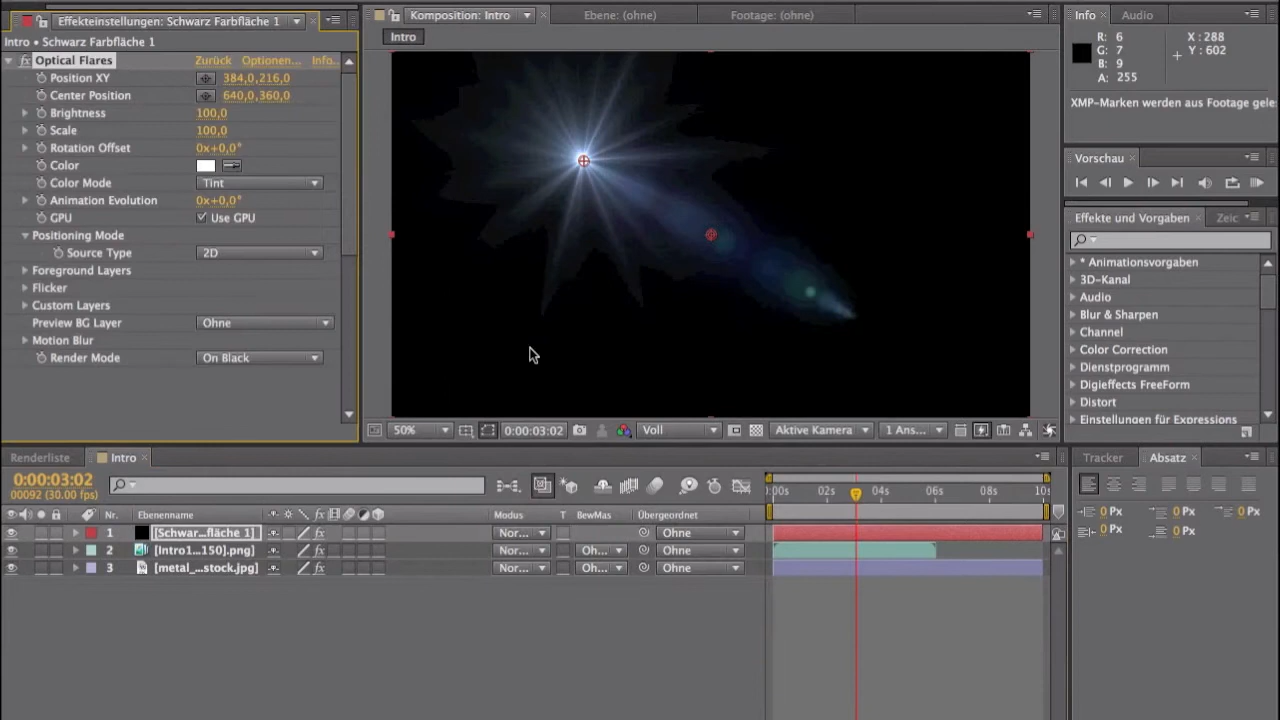 Effekteinstellungen: Schwarz Farbfläche 1
Intro • Schwarz Farbfläche 1
Optical Flares Zurück Optionen... Info..
Position XY 384,0,216,0
Center Position 640,0,360,0
Brightness 100,0
Scale 100,0
Rotation Offset 0x+0,0°
Color
Color Mode Tint
Animation Evolution 0x+0,0°
GPU Use GPU
Positioning Mode
Source Type 2D
Foreground Layers
Flicker
Custom Layers
Preview BG Layer Ohne
Motion Blur
Render Mode On Black
Komposition: Intro Ebene: (ohne) Footage: (ohne)
Intro
50% 0:00:03:02 Voll Aktive Kamera 1 Ans...
Info Audio
R: 6
G: 7
B: 9
A: 255
X: 288
Y: 602
XMP-Marken werden aus Footage gele
Vorschau
Effekte und Vorgaben Zeic
* Animationsvorgaben
3D-Kanal
Audio
Blur & Sharpen
Channel
Color Correction
Dienstprogramm
Digieffects FreeForm
Distort
Einstellungen für Expressions
Renderliste Intro
0:00:03:02
00092 (30.00 fps)
:00s 02s 04s 06s 08s 10s
Nr. Ebenenname fx Modus T BewMas Übergeordnet
1 [Schwar...fläche 1] fx Nor... Ohne
2 [Intro1...150].png] fx Nor... Oh... Ohne
3 [metal_...stock.jpg] fx Nor... Oh... Ohne
Tracker Absatz
0 Px 0 Px 0 Px
0 Px 0 Px